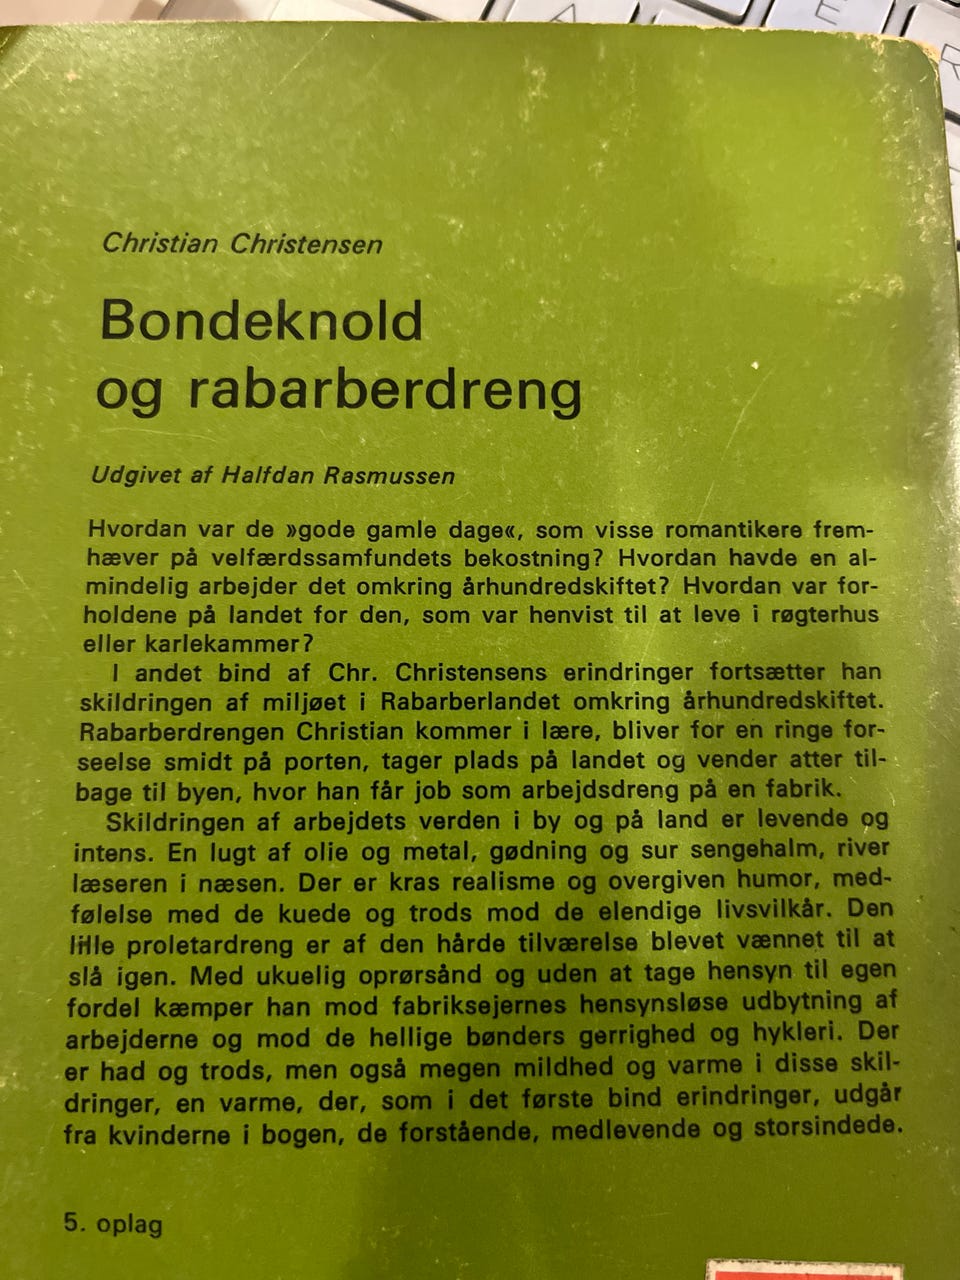 A
E
R
Christian Christensen
Bondeknold
og rabarberdreng
Udgivet af Halfdan Rasmussen
Hvordan var de »gode gamle dage«, som visse romantikere frem-
hæver på velfærdssamfundets bekostning? Hvordan havde en al-
mindelig arbejder det omkring århundredskiftet? Hvordan var for-
holdene på landet for den, som var henvist til at leve i røgterhus
eller karlekammer?
I andet bind af Chr. Christensens erindringer fortsætter han
skildringen af miljøet i Rabarberlandet omkring århundredskiftet.
Rabarberdrengen Christian kommer i lære, bliver for en ringe for-
seelse smidt på porten, tager plads på landet og vender atter til-
bage til byen, hvor han får job som arbejdsdreng på en fabrik.
Skildringen af arbejdets verden i by og på land er levende og
intens. En lugt af olie og metal, gødning og sur sengehalm, river
læseren i næsen. Der er kras realisme og overgiven humor, med-
følelse med de kuede og trods mod de elendige livsvilkår. Den
lille proletardreng er af den hårde tilværelse blevet vænnet til at
slå igen. Med ukuelig oprørsånd og uden at tage hensyn til egen
fordel kæmper han mod fabriksejernes hensynsløse udbytning af
arbejderne og mod de hellige bønders gerrighed og hykleri. Der
er had og trods, men også megen mildhed og varme i disse skil-
dringer, en varme, der, som i det første bind erindringer, udgår
fra kvinderne i bogen, de forstående, medlevende og storsindede.
5. oplag